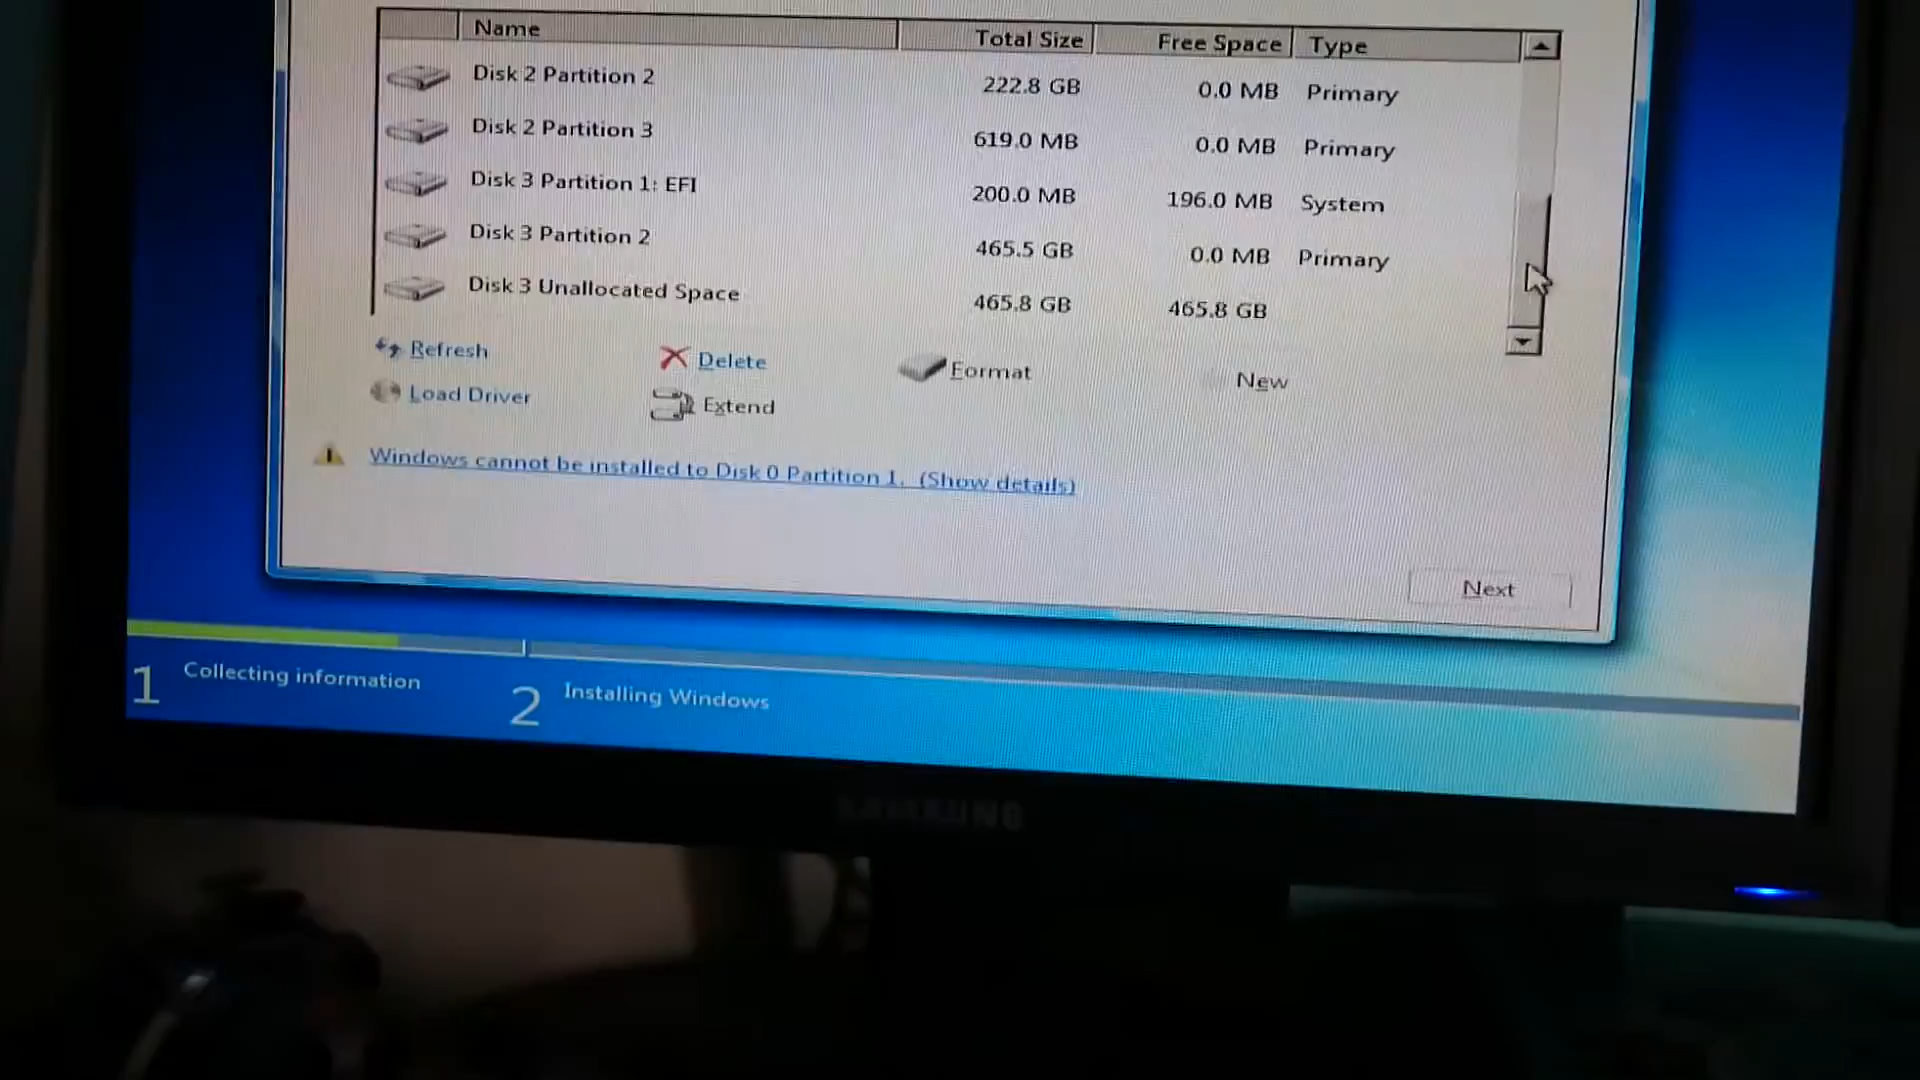 Name Total Size Free Space Type
Disk 2 Partition 2 222.8 GB 0.0 MB Primary
Disk 2 Partition 3 619.0 MB 0.0 MB Primary
Disk 3 Partition 1: EFI 200.0 MB 196.0 MB System
Disk 3 Partition 2 465.5 GB 0.0 MB Primary
Disk 3 Unallocated Space 465.8 GB 465.8 GB
Refresh Delete Format New
Load Driver Extend
Windows cannot be installed to Disk 0 Partition 1. (Show details)
Next
1 Collecting information 2 Installing Windows
SAMSUNG